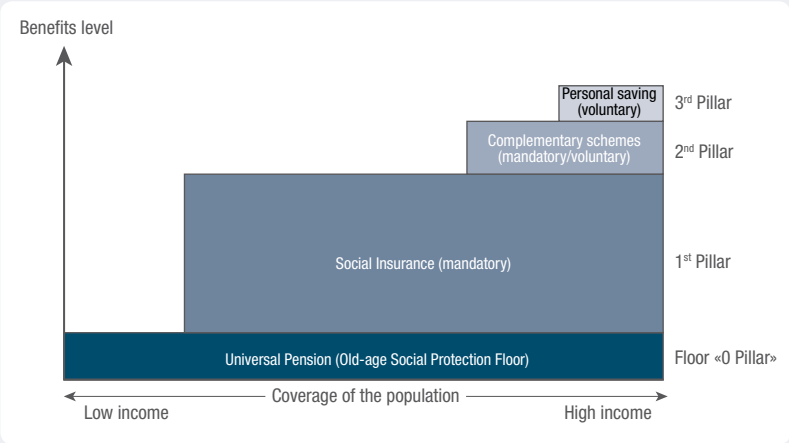 Benefits level
Personal saving
(voluntary)
3rd Pillar
Complementary schemes
(mandatory/voluntary)
2nd Pillar
Social Insurance (mandatory)
1st Pillar
Universal Pension (Old-age Social Protection Floor)
Floor «0 Pillar»
Coverage of the population
Low income
High income